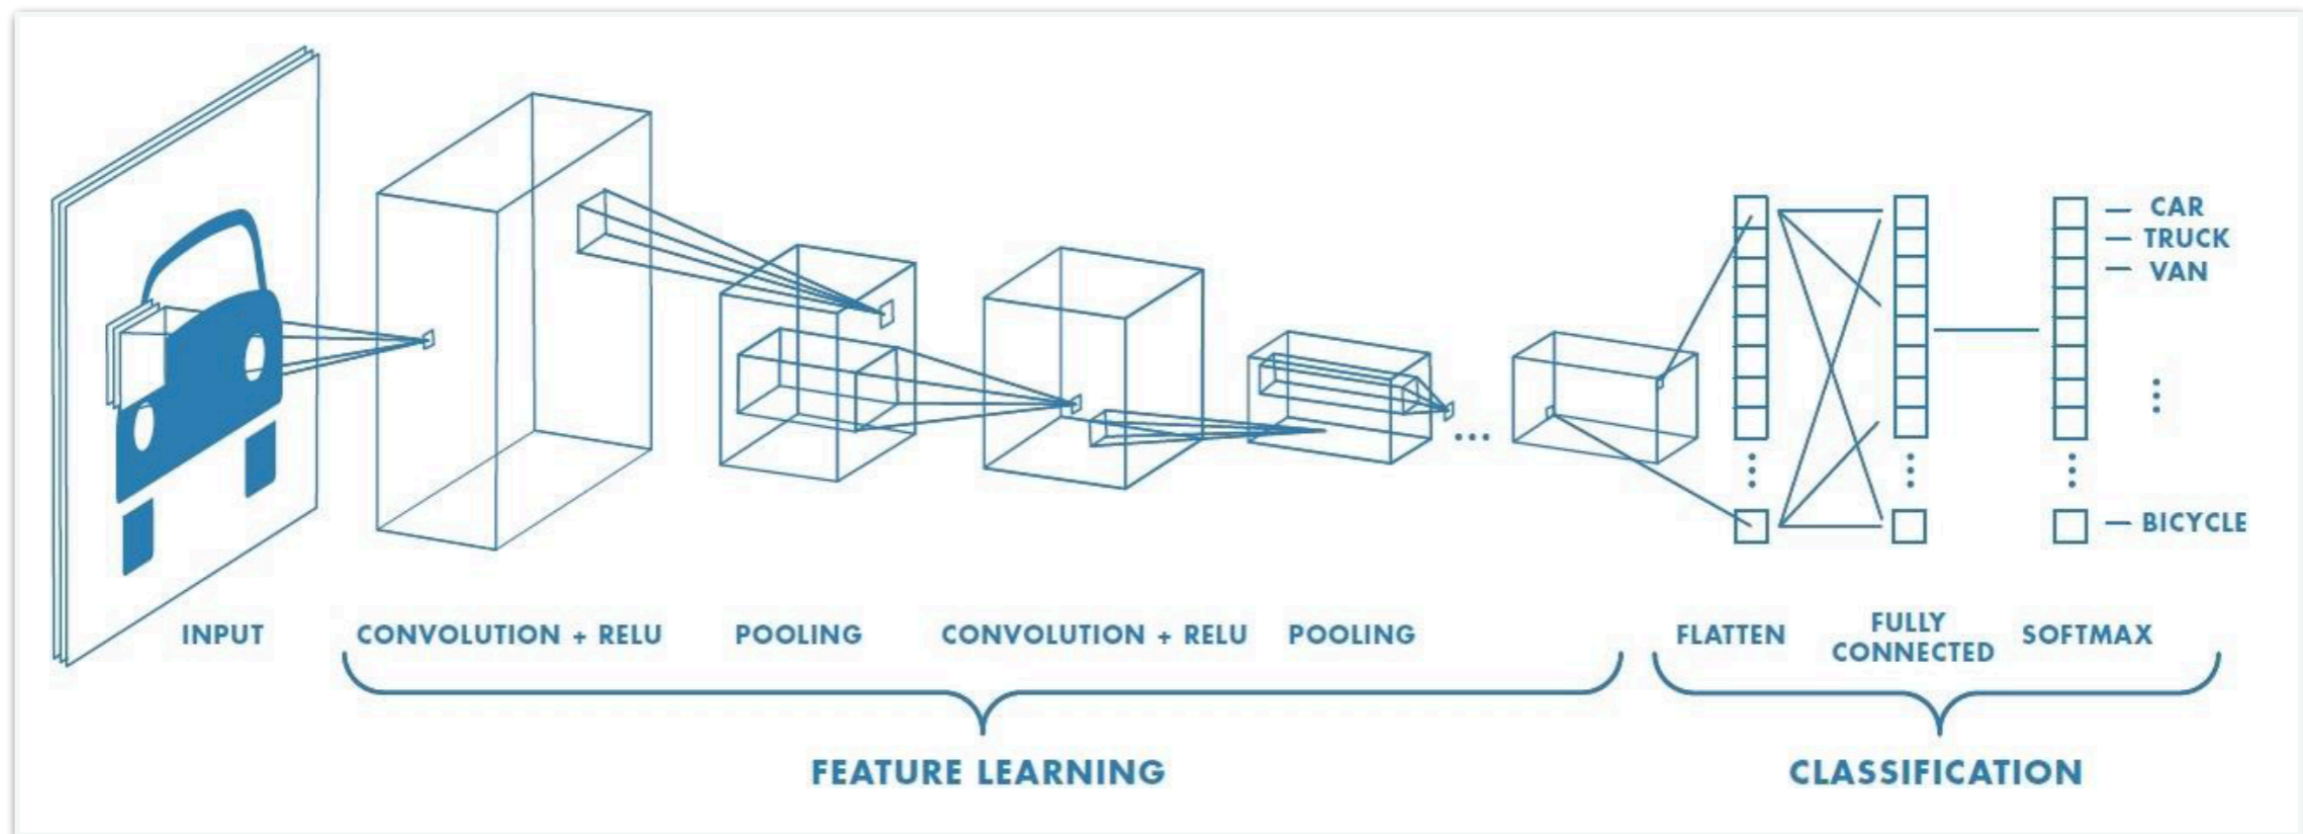 CAR
TRUCK
VAN
BICYCLE
INPUT
CONVOLUTION + RELU
POOLING
CONVOLUTION + RELU
POOLING
FLATTEN
FULLY
CONNECTED
SOFTMAX
FEATURE LEARNING
CLASSIFICATION